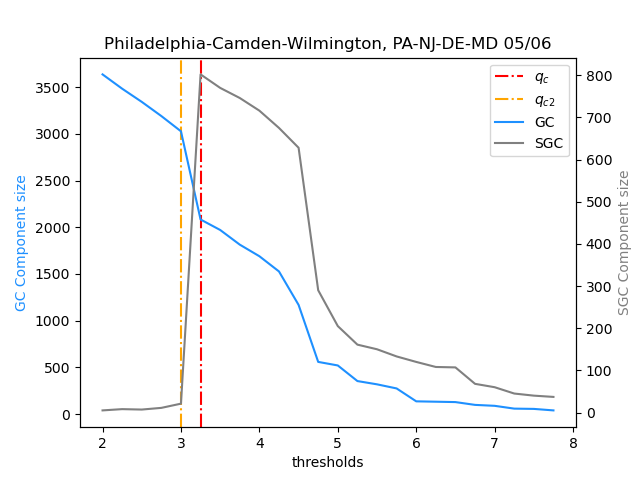 Philadelphia-Camden-Wilmington, PA-NJ-DE-MD 05/06
GC Component size
3500
3000
2500
2000
1500
1000
500
0
q_c
q_{c2}
GC
SGC
800
700
600
500
400
300
200
100
0
SGC Component size
2 3 4 5 6 7 8
thresholds